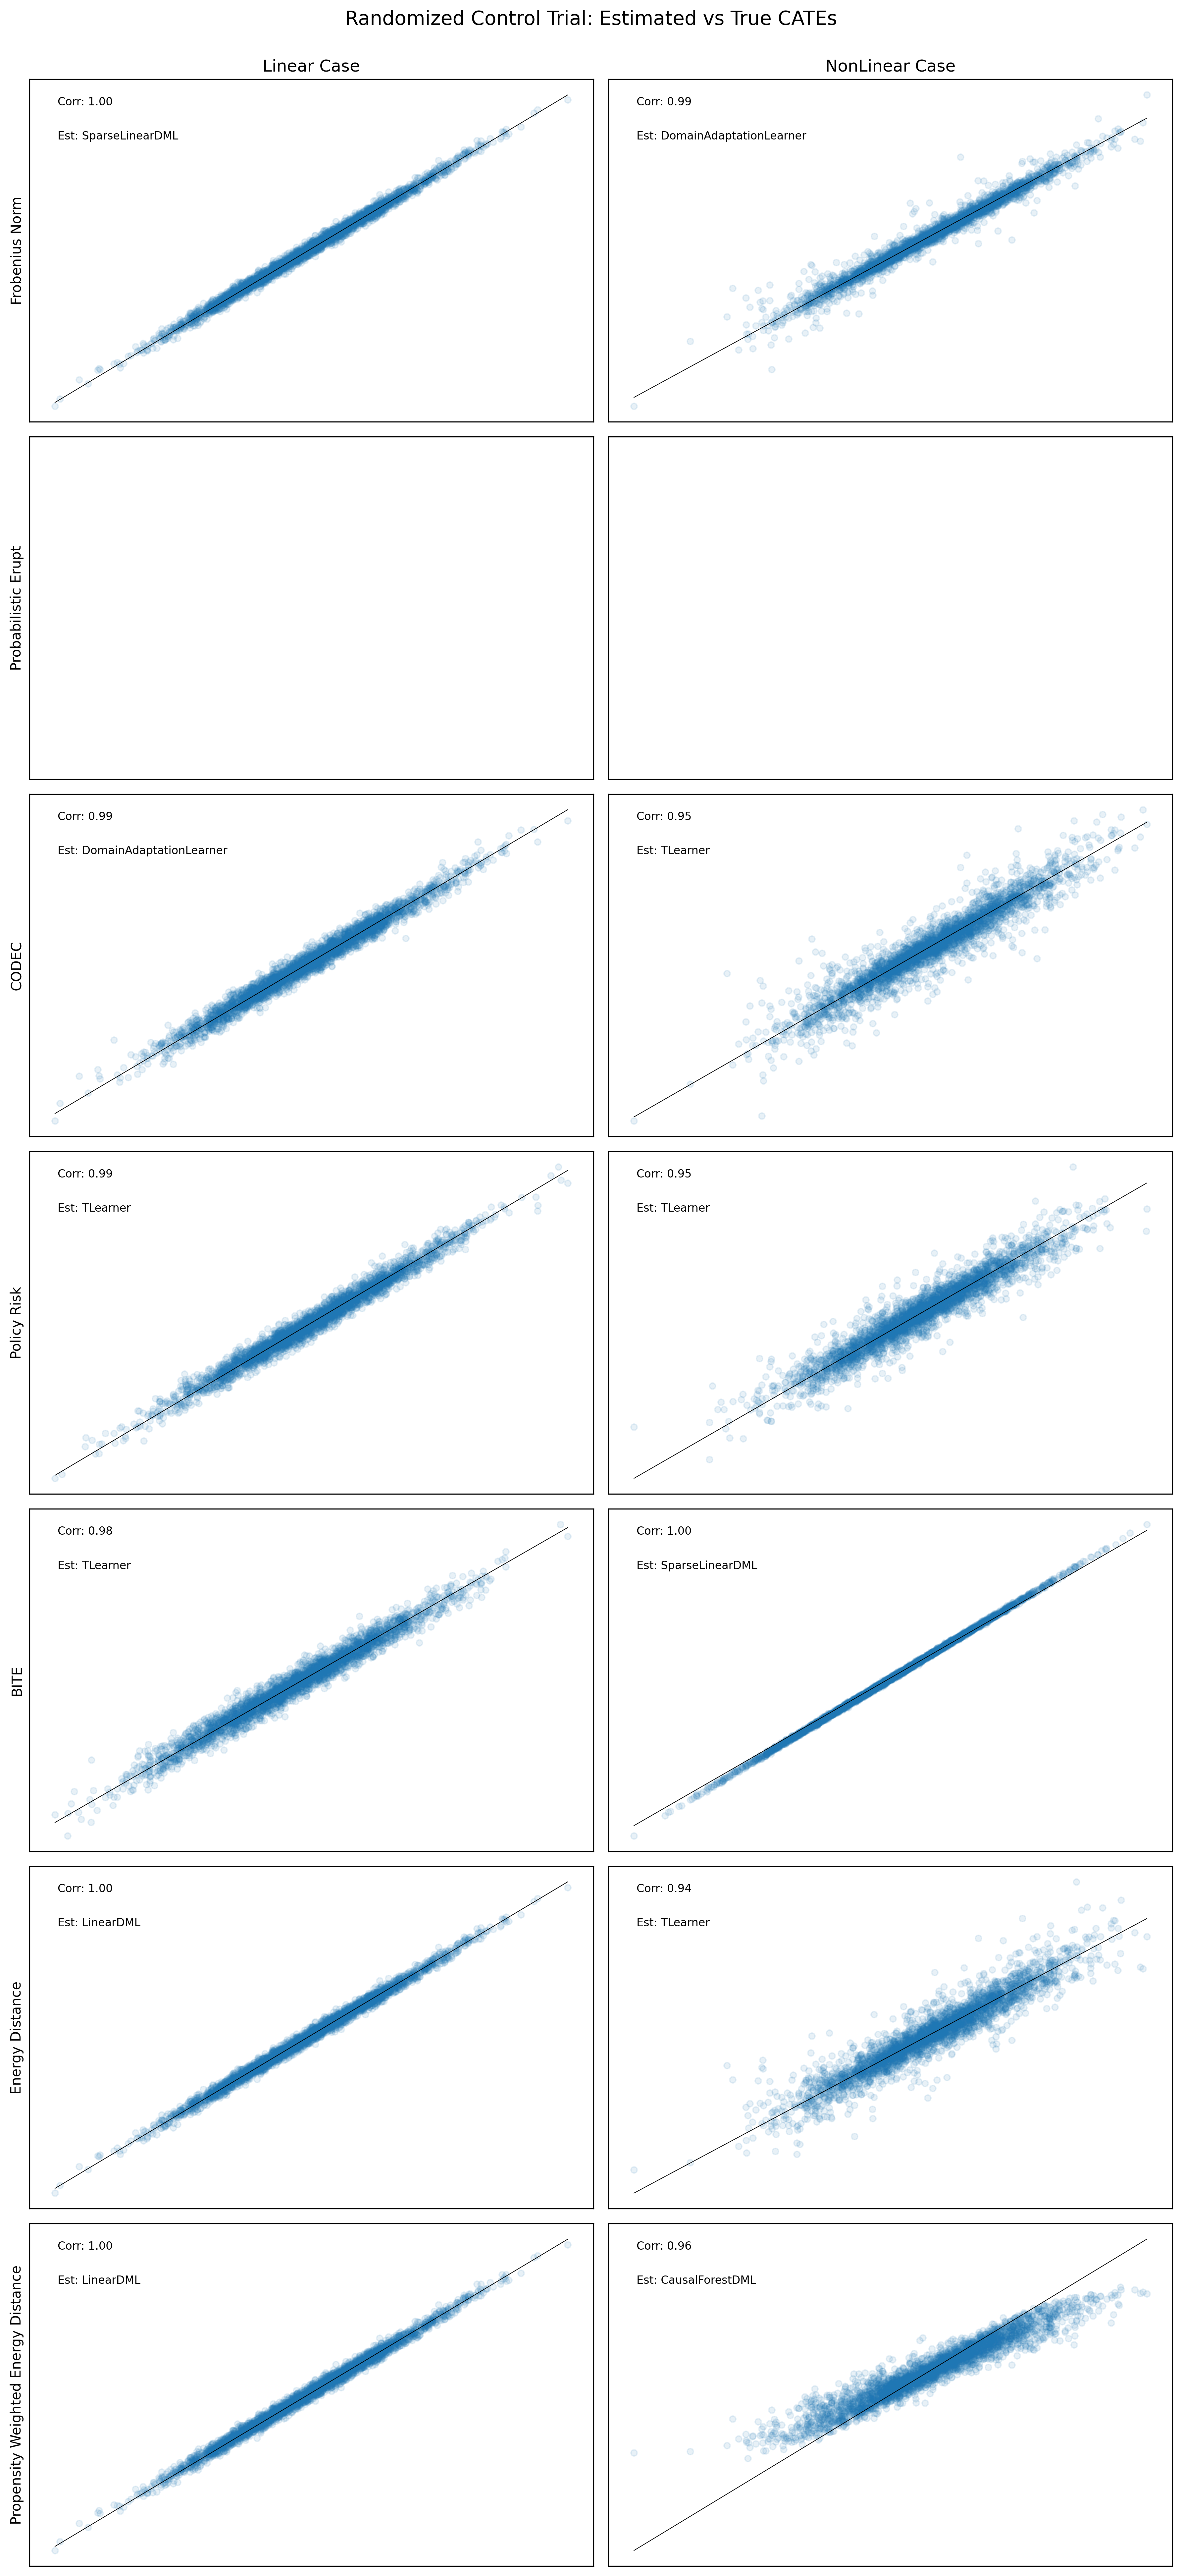 Randomized Control Trial: Estimated vs True CATEs
Linear Case
NonLinear Case
Frobenius Norm
Corr: 1.00
Est: SparseLinearDML
Corr: 0.99
Est: DomainAdaptationLearner
Probabilistic Erupt
CODEC
Corr: 0.99
Est: DomainAdaptationLearner
Corr: 0.95
Est: TLearner
Policy Risk
Corr: 0.99
Est: TLearner
Corr: 0.95
Est: TLearner
BITE
Corr: 0.98
Est: TLearner
Corr: 1.00
Est: SparseLinearDML
Energy Distance
Corr: 1.00
Est: LinearDML
Corr: 0.94
Est: TLearner
Propensity Weighted Energy Distance
Corr: 1.00
Est: LinearDML
Corr: 0.96
Est: CausalForestDML